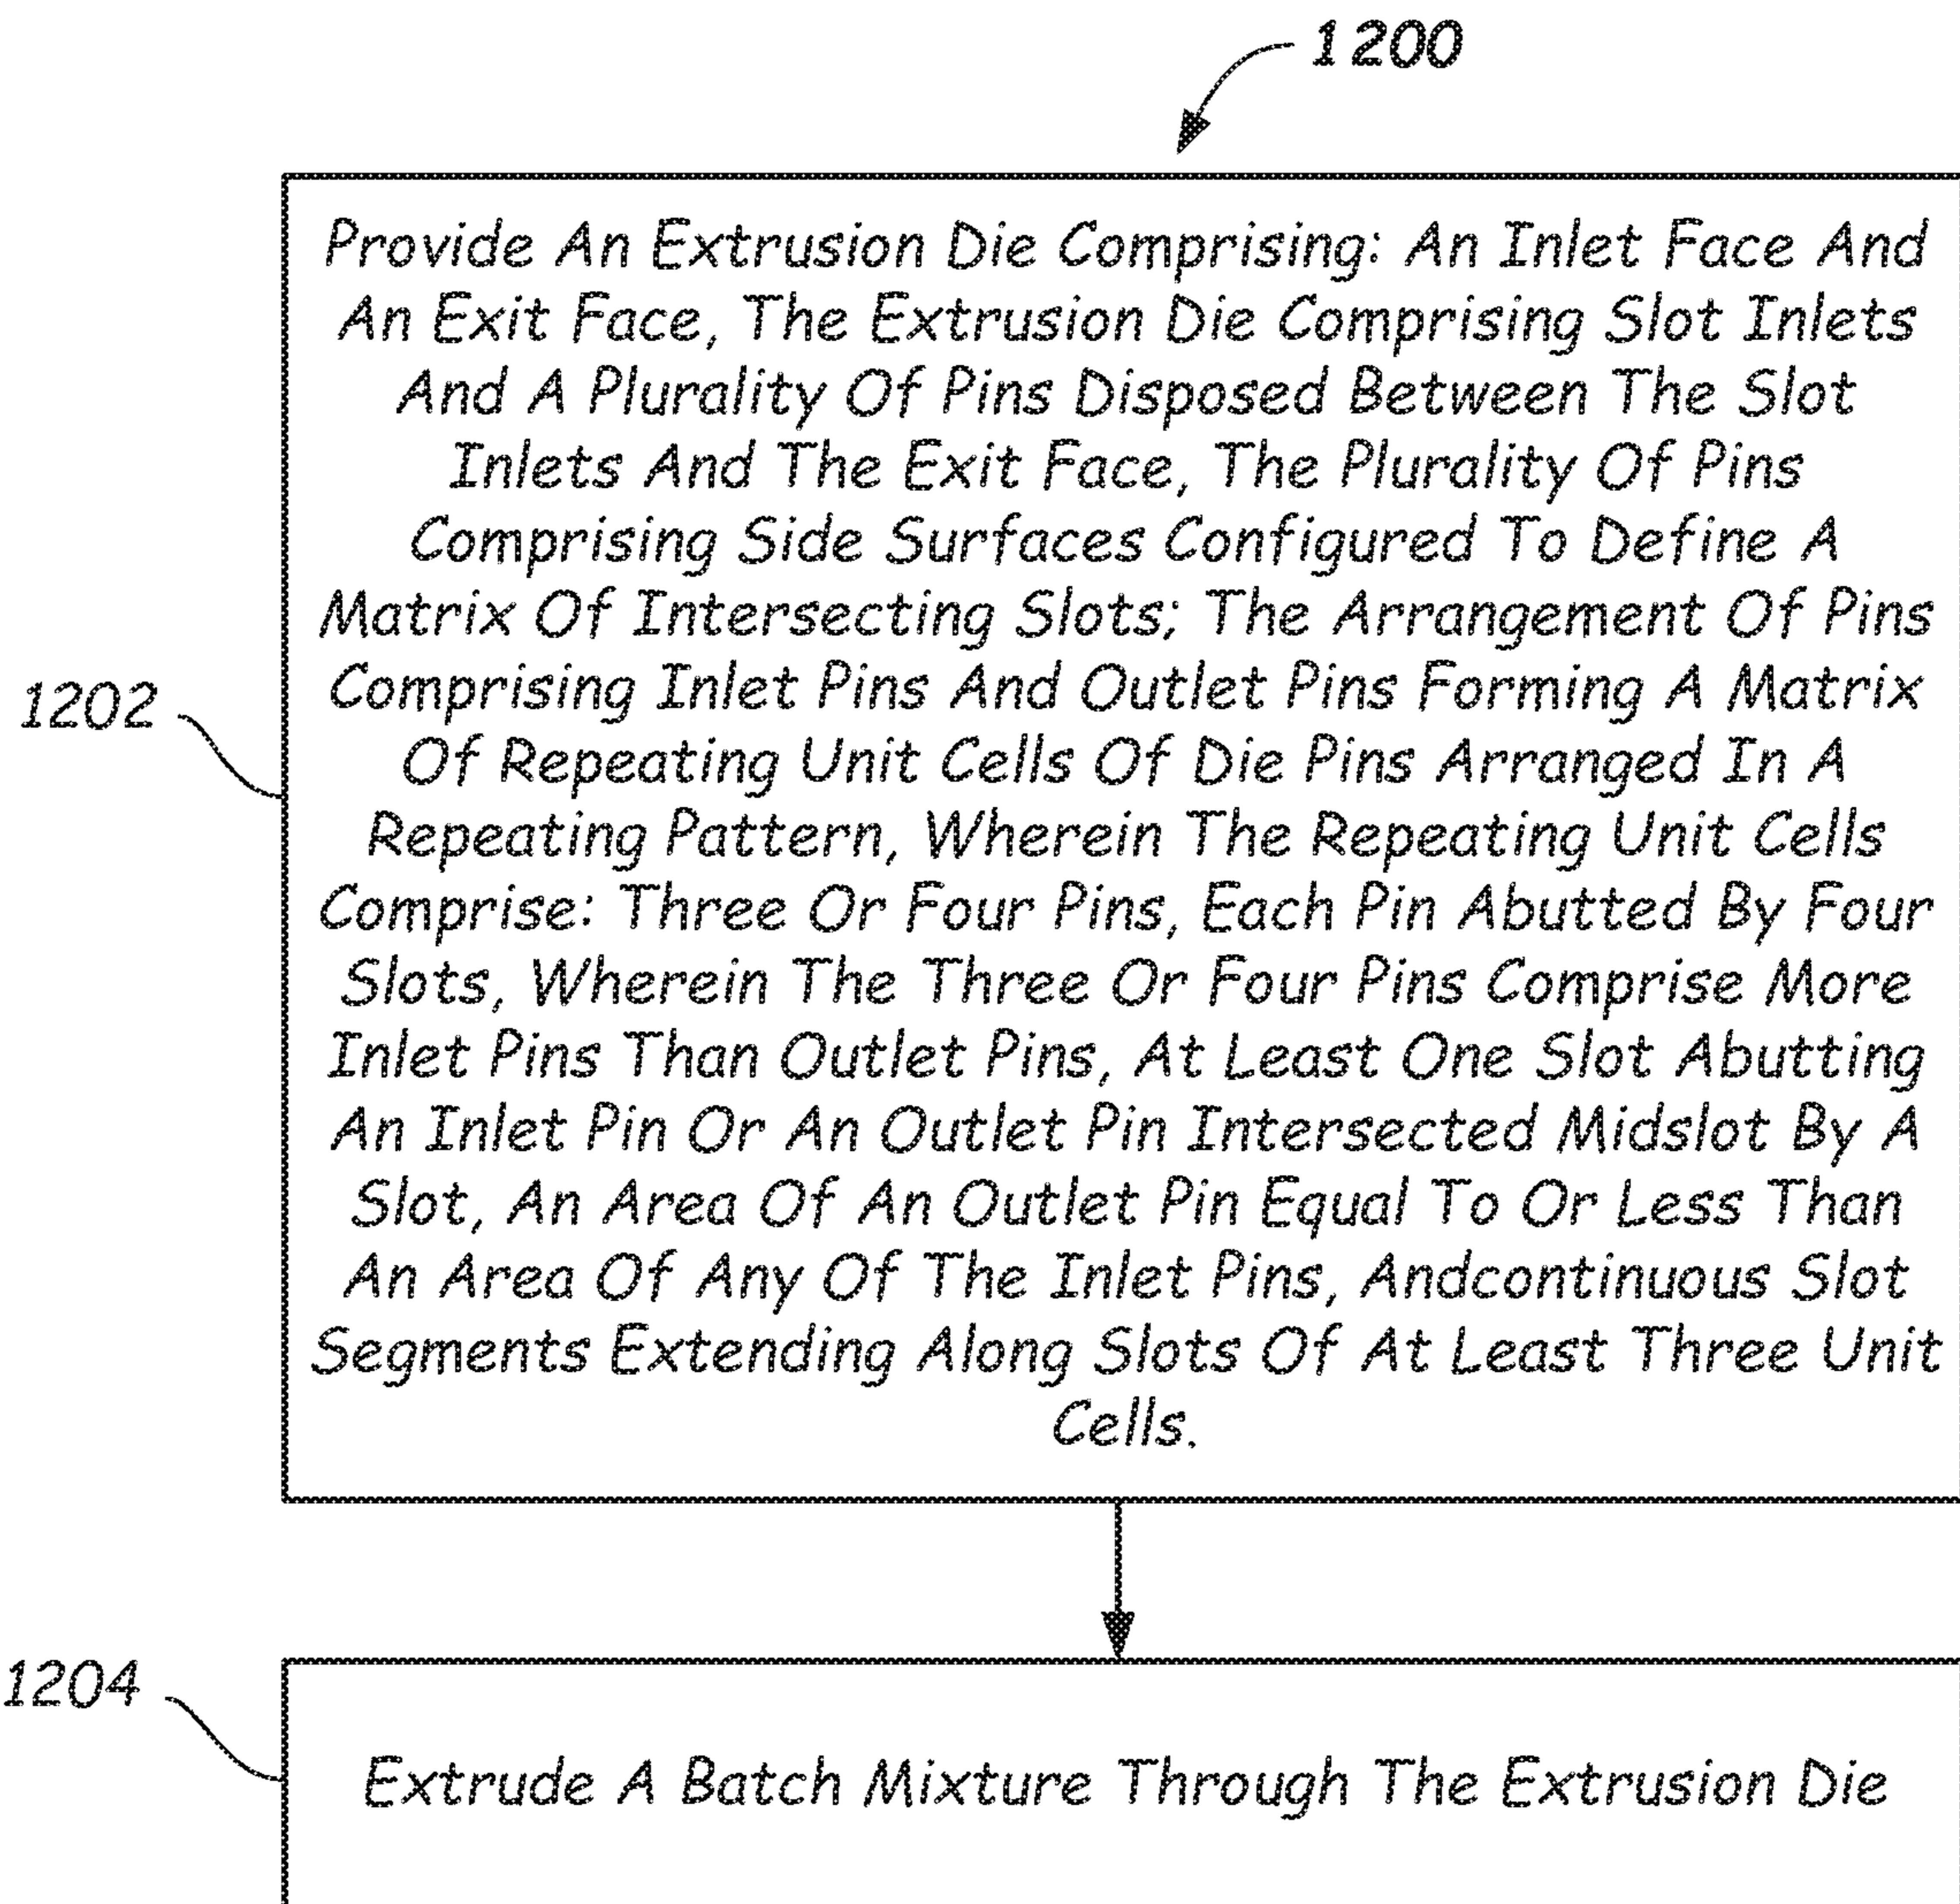 1200
Provide An Extrusion Die Comprising: An Inlet Face And
An Exit Face, The Extrusion Die Comprising Slot Inlets
And A Plurality Of Pins Disposed Between The Slot
Inlets And The Exit Face, The Plurality Of Pins
Comprising Side Surfaces Configured To Define A
Matrix Of Intersecting Slots; The Arrangement Of Pins
Comprising Inlet Pins And Outlet Pins Forming A Matrix
Of Repeating Unit Cells Of Die Pins Arranged In A
Repeating Pattern, Wherein The Repeating Unit Cells
Comprise: Three Or Four Pins, Each Pin Abutted By Four
Slots, Wherein The Three Or Four Pins Comprise More
Inlet Pins Than Outlet Pins, At Least One Slot Abutting
An Inlet Pin Or An Outlet Pin Intersected Midslot By A
Slot, An Area Of An Outlet Pin Equal To Or Less Than
An Area Of Any Of The Inlet Pins, Andcontinuous Slot
Segments Extending Along Slots Of At Least Three Unit
Cells.
1202
1204
Extrude A Batch Mixture Through The Extrusion Die